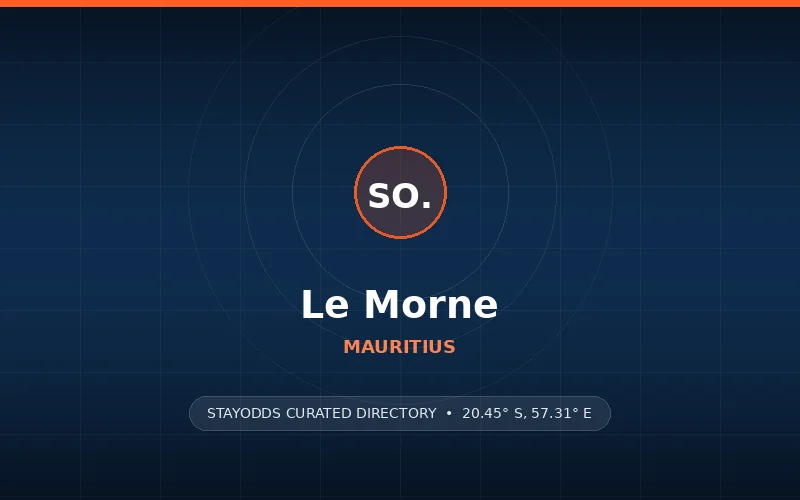 SO.
Le Morne
MAURITIUS
STAYODDS CURATED DIRECTORY • 20.45° S, 57.31° E